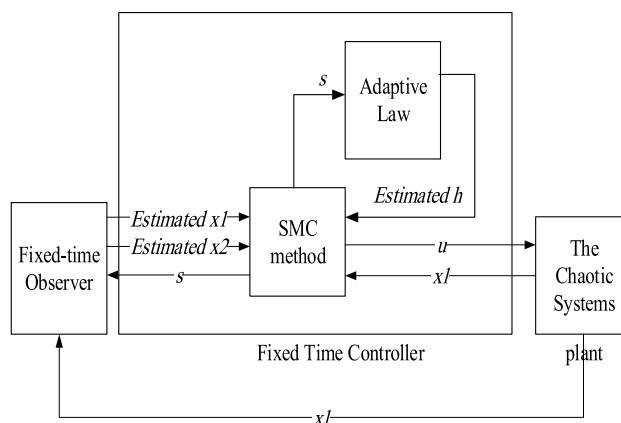 s
Adaptive
Law
Estimated h
Estimated x1
Estimated x2
s
SMC
method
u
x1
Fixed-time
Observer
The
Chaotic
Systems
plant
Fixed Time Controller
x1